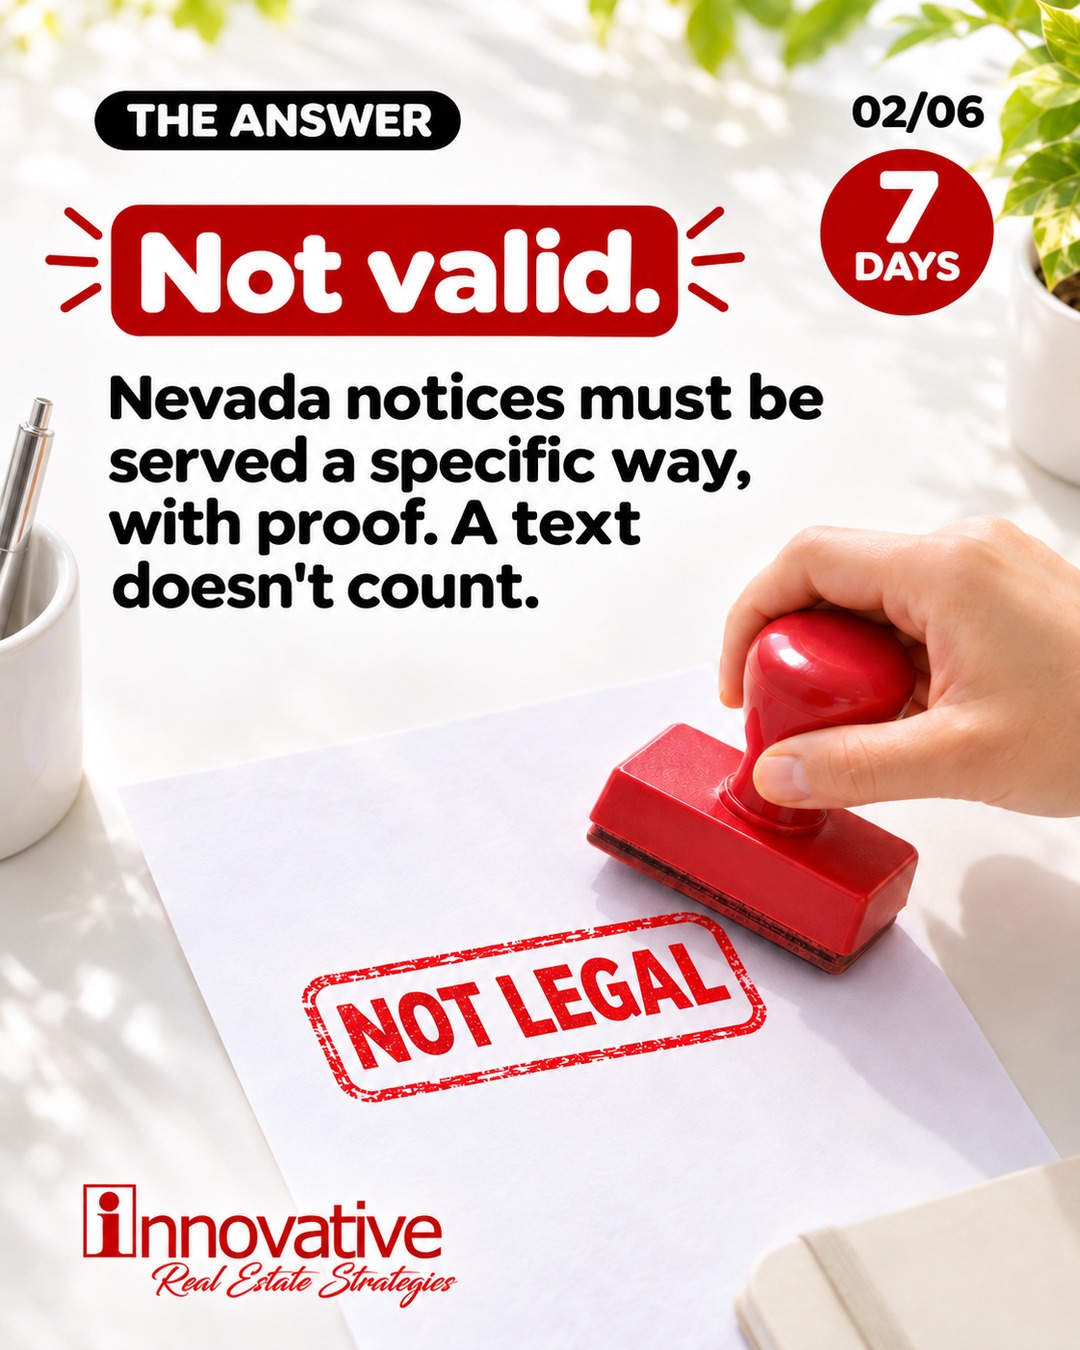 THE ANSWER
02/06
7
DAYS
Not valid.
Nevada notices must be
served a specific way,
with proof. A text
doesn't count.
NOT LEGAL
innovative
Real Estate Strategies